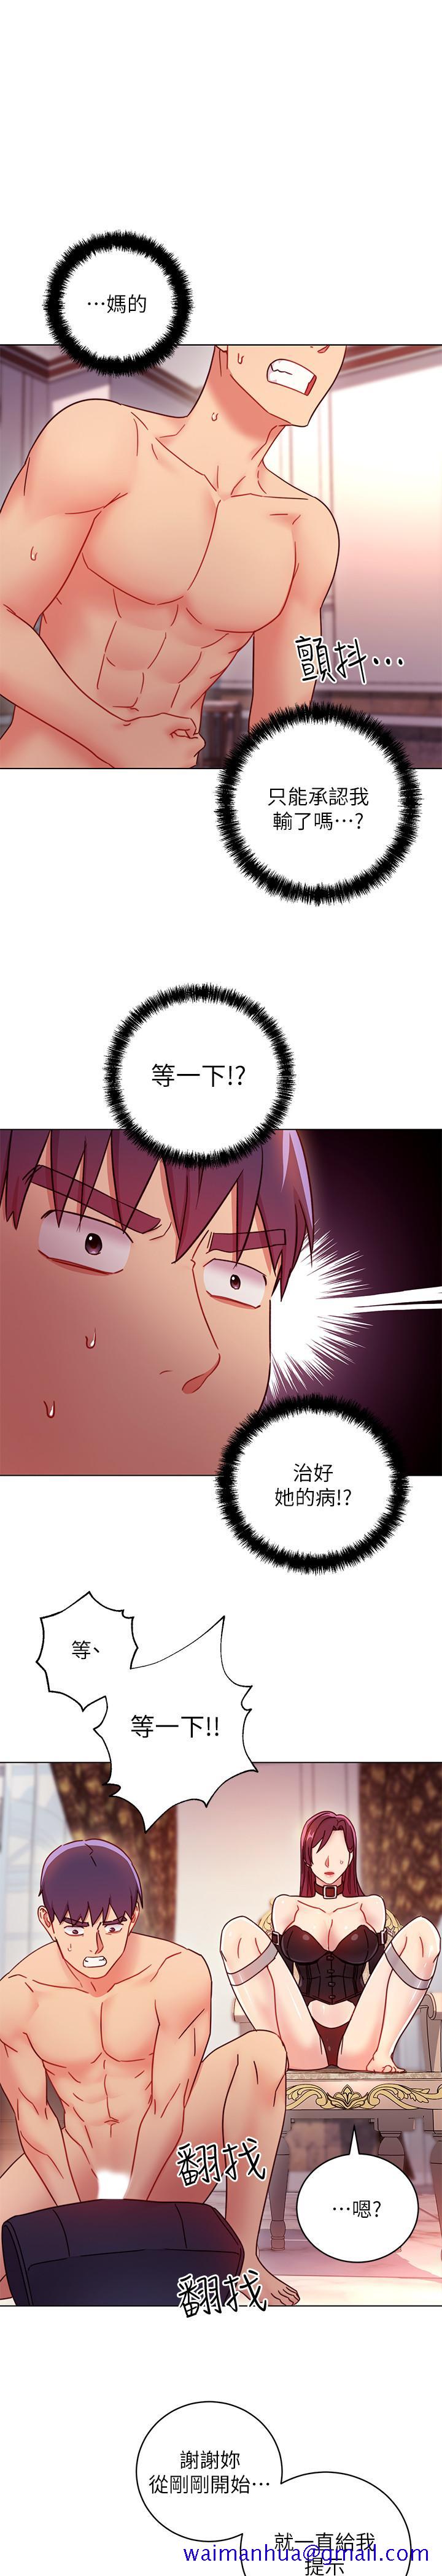 …媽的
顫抖…
只能承認我
輸了嗎…?
等一下!?
治好
她的病!?
等、
等一下!!
翻找
…嗯?
翻找
謝謝妳
從剛剛開始…
就一直給我
提示
waimanhua@gmail.com